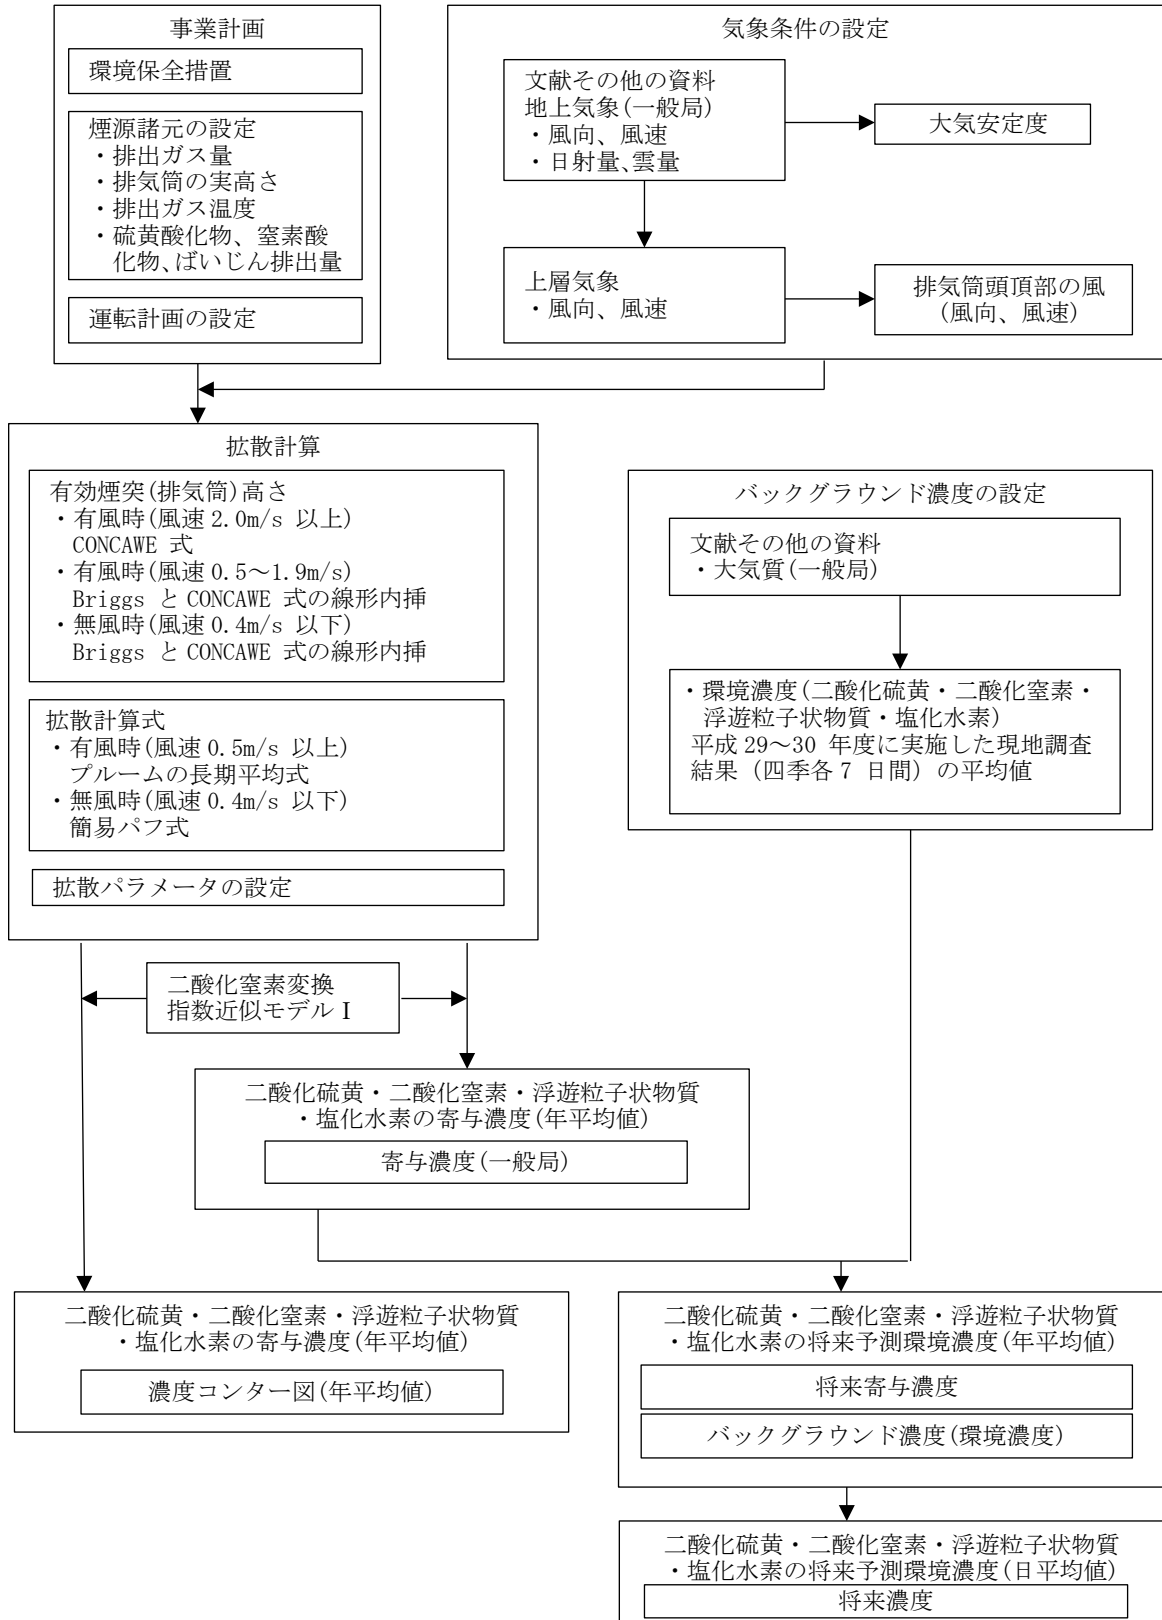 事業計画
環境保全措置
煙源諸元の設定
・排出ガス量
・排気筒の実高さ
・排出ガス温度
・硫黄酸化物、窒素酸
化物、ばいじん排出量
運転計画の設定
気象条件の設定
文献その他の資料
地上気象(一般局)
・風向、風速
・日射量、雲量
大気安定度
上層気象
・風向、風速
排気筒頭頂部の風
(風向、風速)
拡散計算
有効煙突(排気筒)高さ
・有風時(風速 2.0m/s 以上)
CONCAWE 式
・有風時(風速 0.5～1.9m/s)
Briggs と CONCAWE 式の線形内挿
・無風時(風速 0.4m/s 以下)
Briggs と CONCAWE 式の線形内挿
拡散計算式
・有風時(風速 0.5m/s 以上)
プルームの長期平均式
・無風時(風速 0.4m/s 以下)
簡易パフ式
拡散パラメータの設定
バックグラウンド濃度の設定
文献その他の資料
・大気質(一般局)
・環境濃度(二酸化硫黄・二酸化窒素・
浮遊粒子状物質・塩化水素)
平成 29～30 年度に実施した現地調査
結果（四季各 7 日間）の平均値
二酸化窒素変換
指数近似モデルⅠ
二酸化硫黄・二酸化窒素・浮遊粒子状物質
・塩化水素の寄与濃度(年平均値)
寄与濃度(一般局)
二酸化硫黄・二酸化窒素・浮遊粒子状物質
・塩化水素の寄与濃度(年平均値)
濃度コンター図(年平均値)
二酸化硫黄・二酸化窒素・浮遊粒子状物質
・塩化水素の将来予測環境濃度(年平均値)
将来寄与濃度
バックグラウンド濃度(環境濃度)
二酸化硫黄・二酸化窒素・浮遊粒子状物質
・塩化水素の将来予測環境濃度(日平均値)
将来濃度